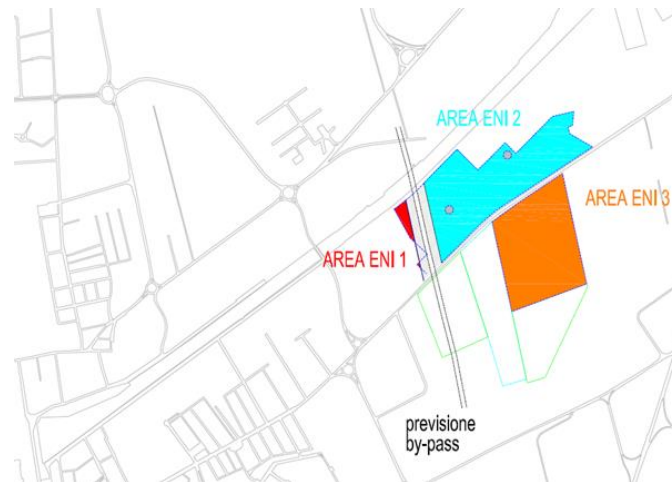 AREA ENI 2
AREA ENI 3
AREA ENI 1
previsione
by-pass